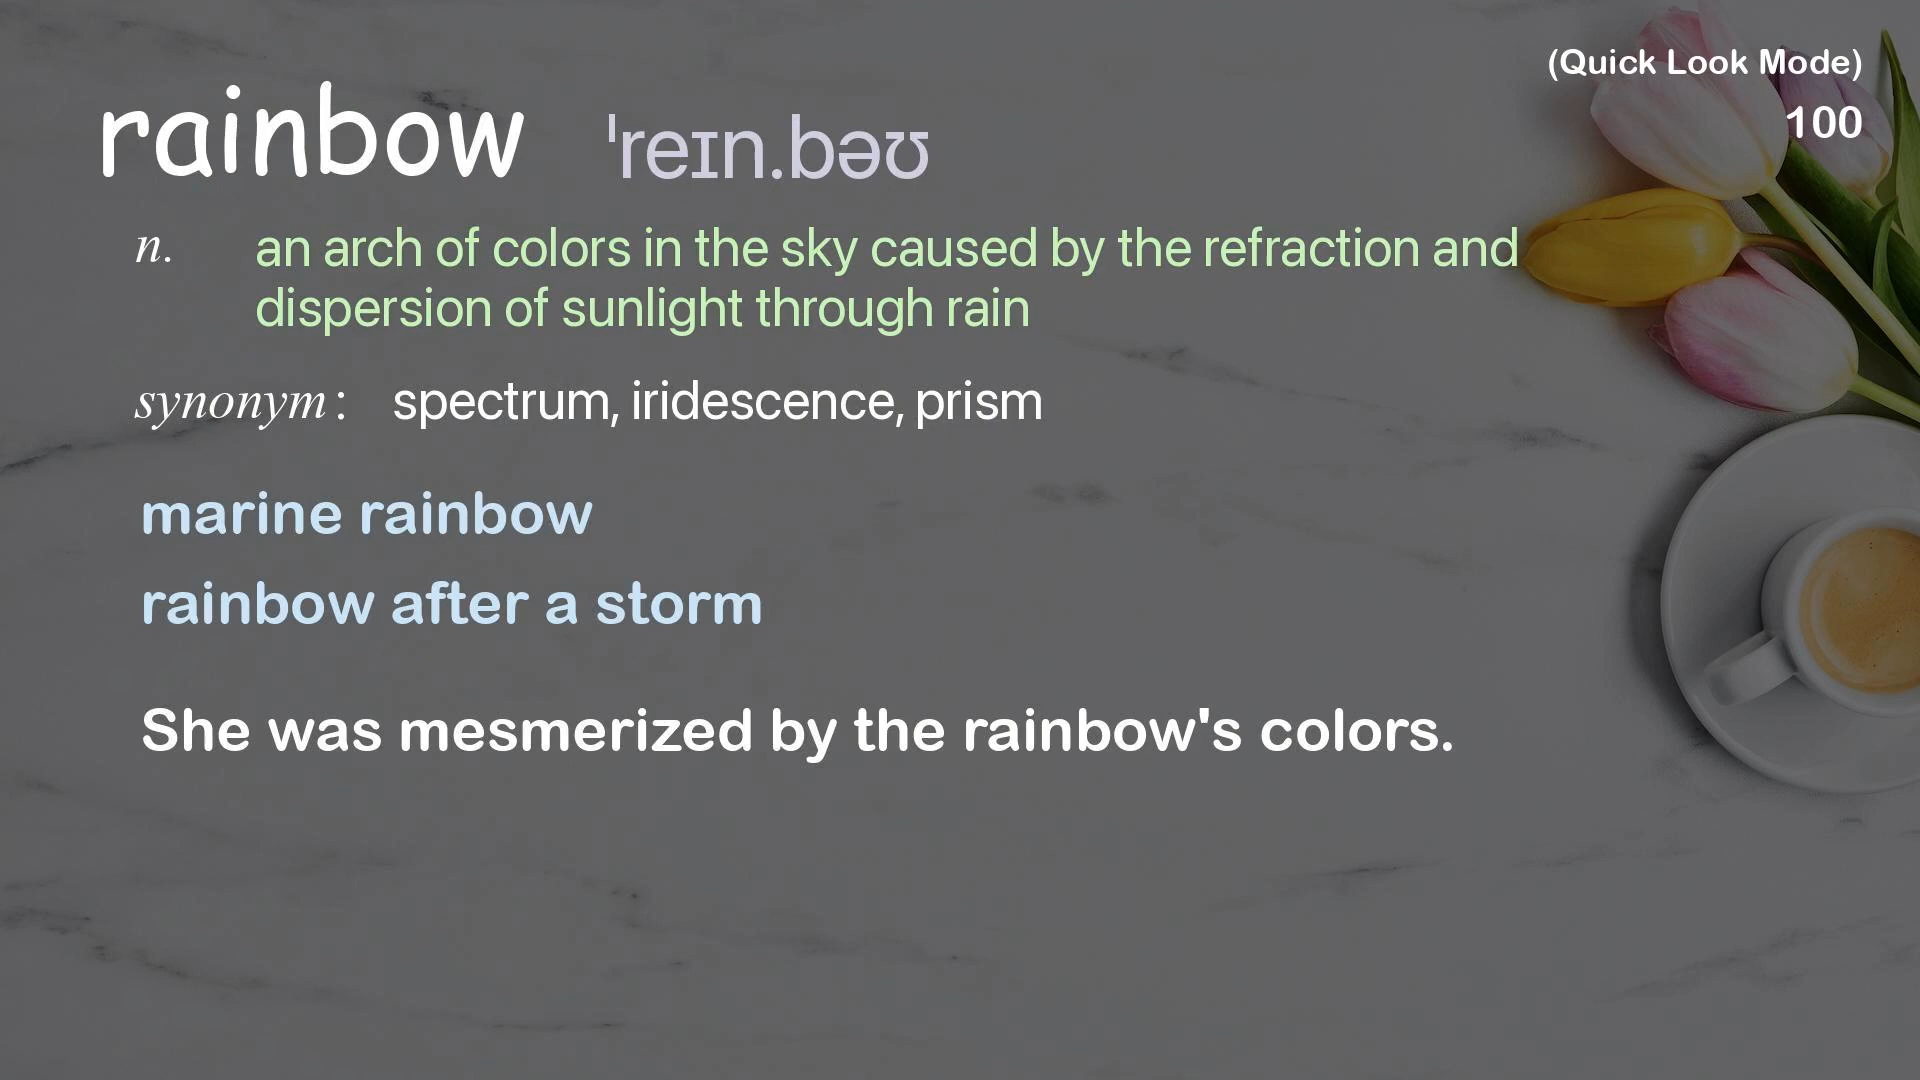 (Quick Look Mode)
100
rainbow ˈreɪn.bəʊ
n. an arch of colors in the sky caused by the refraction and
dispersion of sunlight through rain
synonym : spectrum, iridescence, prism
marine rainbow
rainbow after a storm
She was mesmerized by the rainbow's colors.